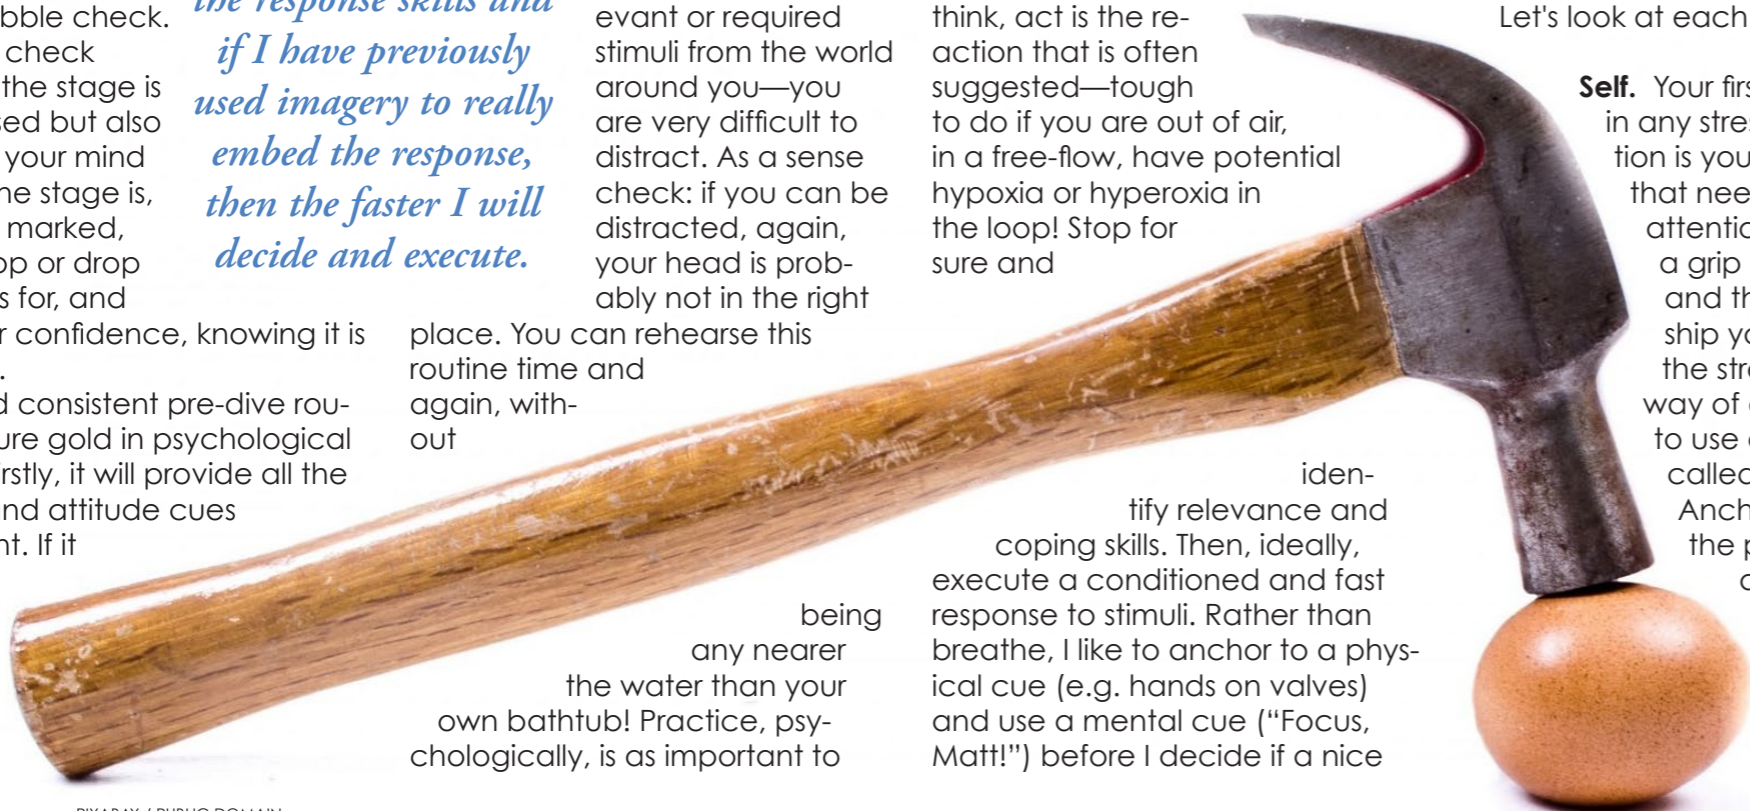 bble check.
check
the stage is
sed but also
your mind
he stage is,
marked,
op or drop
s for, and
r confidence, knowing it is
.
d consistent pre-dive rou-
ure gold in psychological
irstly, it will provide all the
nd attitude cues
nt. If it
the response skills and
if I have previously
used imagery to really
embed the response,
then the faster I will
decide and execute.
evant or required
stimuli from the world
around you—you
are very difficult to
distract. As a sense
check: if you can be
distracted, again,
your head is prob-
ably not in the right
place. You can rehearse this
routine time and
again, with-
out
being
any nearer
the water than your
own bathtub! Practice, psy-
chologically, is as important to
think, act is the re-
action that is often
suggested—tough
to do if you are out of air,
in a free-flow, have potential
hypoxia or hyperoxia in
the loop! Stop for
sure and
iden-
tify relevance and
coping skills. Then, ideally,
execute a conditioned and fast
response to stimuli. Rather than
breathe, I like to anchor to a phys-
ical cue (e.g. hands on valves)
and use a mental cue (“Focus,
Matt!”) before I decide if a nice
Let's look at each
Self. Your firs
in any stres
tion is you
that nee
attentic
a grip
and th
ship yo
the stre
way of
to use
called
Anch
the p
PIXABAY / PUBLIC DOMAIN